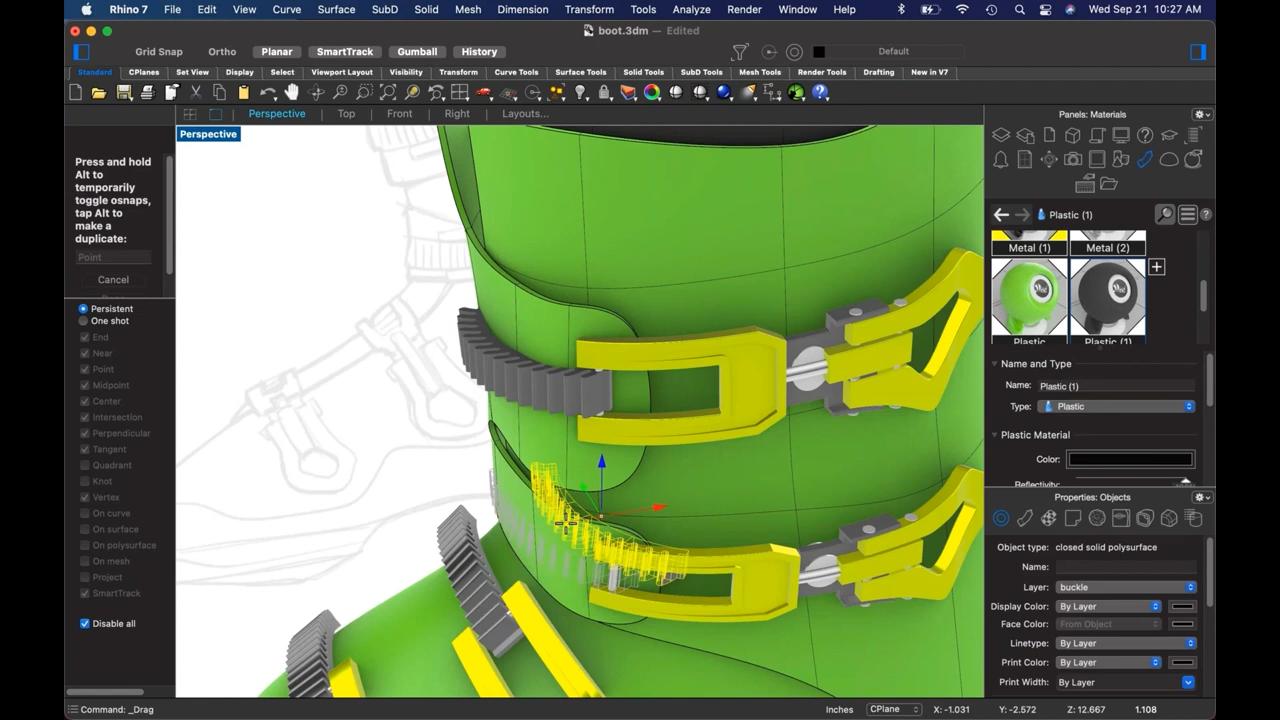 Rhino 7 File Edit View Curve Surface SubD Solid Mesh Dimension Transform Tools Analyze Render Window Help Wed Sep 21 10:27 AM
boot.3dm — Edited
Grid Snap Ortho Planar SmartTrack Gumball History Default
Standard CPlanes Set View Display Select Viewport Layout Visibility Transform Curve Tools Surface Tools Solid Tools SubD Tools Mesh Tools Render Tools Drafting New in V7
Perspective Top Front Right Layouts... Panels: Materials
Perspective
Press and hold
Alt to
temporarily
toggle osnaps,
tap Alt to
make a
duplicate:
Point
Cancel
Persistent
One shot
End
Near
Point
Midpoint
Center
Intersection
Perpendicular
Tangent
Quadrant
Knot
Vertex
On curve
On surface
On polysurface
On mesh
Project
SmartTrack
Disable all
Plastic (1)
Metal (1) Metal (2)
Plastic Plastic (1)
Name and Type
Name: Plastic (1)
Type: Plastic
Plastic Material
Color:
Reflectivity:
Properties: Objects
Object type: closed solid polysurface
Name:
Layer: buckle
Display Color: By Layer
Face Color: From Object
Linetype: By Layer
Print Color: By Layer
Print Width: By Layer
Command: _Drag Inches CPlane X: -1.031 Y: -2.572 Z: 12.667 1.108